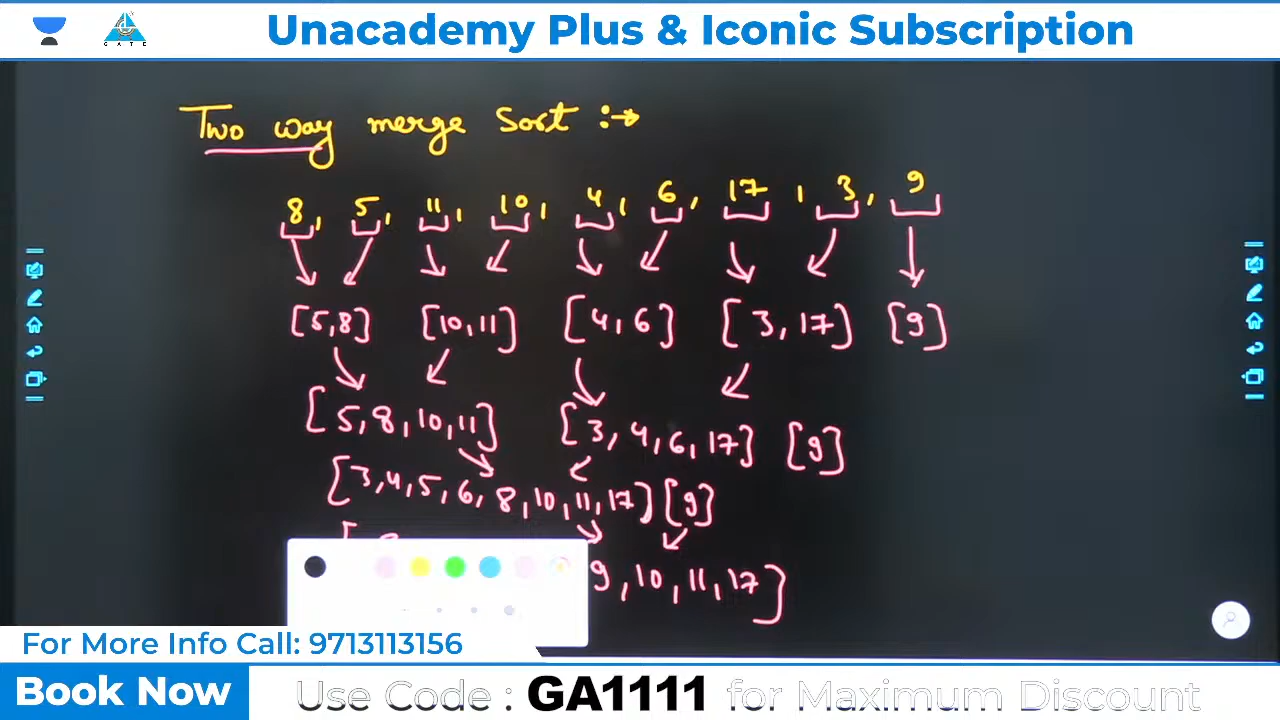 Unacademy Plus & Iconic Subscription
GATE
Two way merge Sort :→
8, 5, 11, 10, 4, 6, 17, 3, 9
[5,8] [10,11] [4,6] [3,17] [9]
[5,8,10,11] [3,4,6,17] [9]
[3,4,5,6,8,10,11,17] [9]
9,10,11,17]
For More Info Call: 9713113156
Book Now Use Code : GA1111 for Maximum Discount